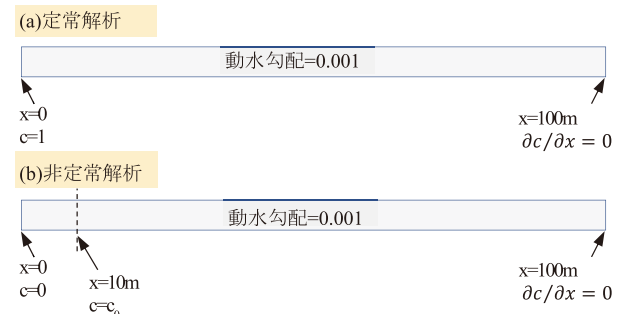 (a)定常解析
動水勾配=0.001
x=0
c=1
x=100m
∂c/∂x = 0
(b)非定常解析
動水勾配=0.001
x=0
c=0
x=10m
c=c₀
x=100m
∂c/∂x = 0